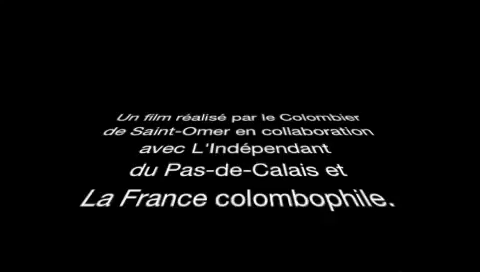 Un film réalisé par le Colombier
de Saint-Omer en collaboration
avec L'Indépendant
du Pas-de-Calais et
La France colombophile.